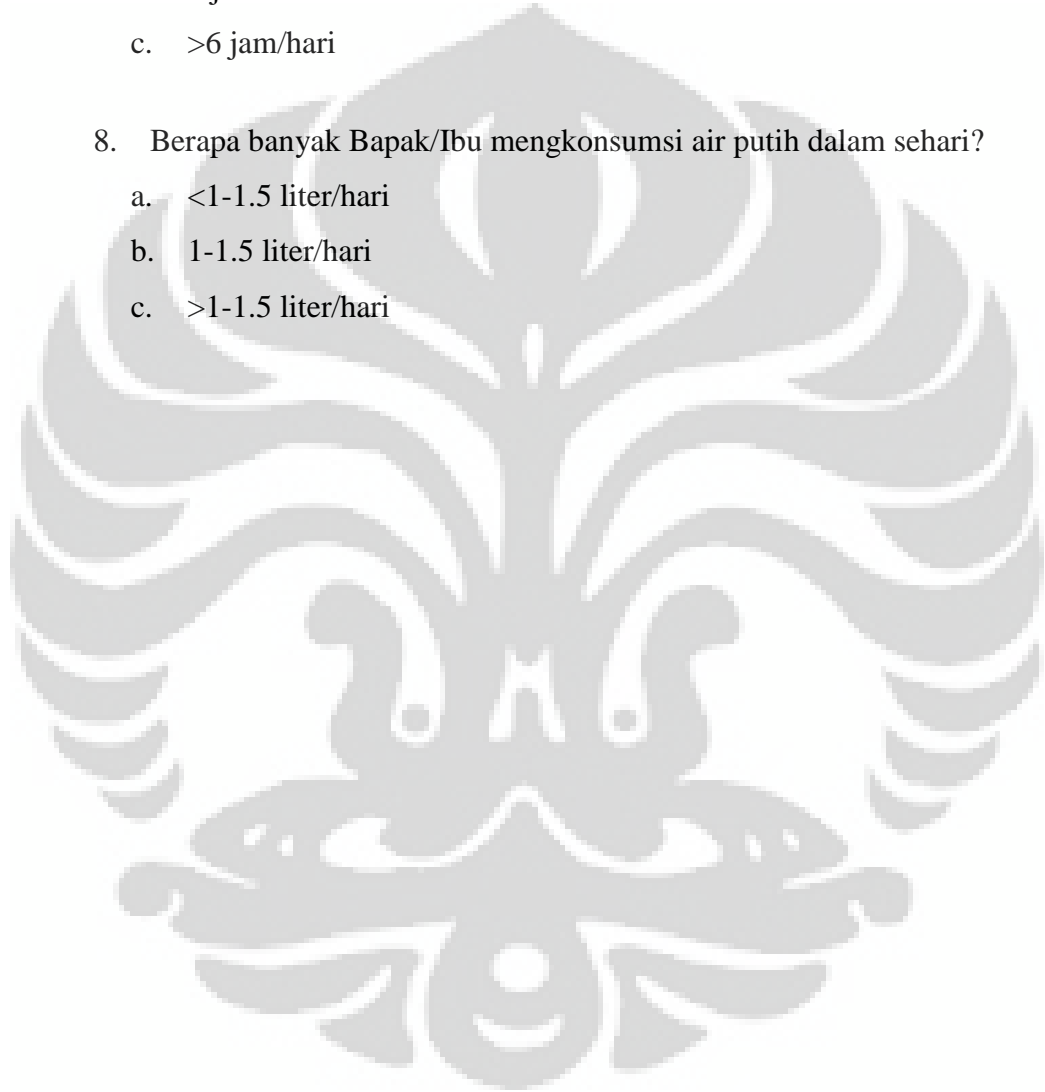 c. >6 jam/hari
8. Berapa banyak Bapak/Ibu mengkonsumsi air putih dalam sehari?
a. <1-1.5 liter/hari
b. 1-1.5 liter/hari
c. >1-1.5 liter/hari